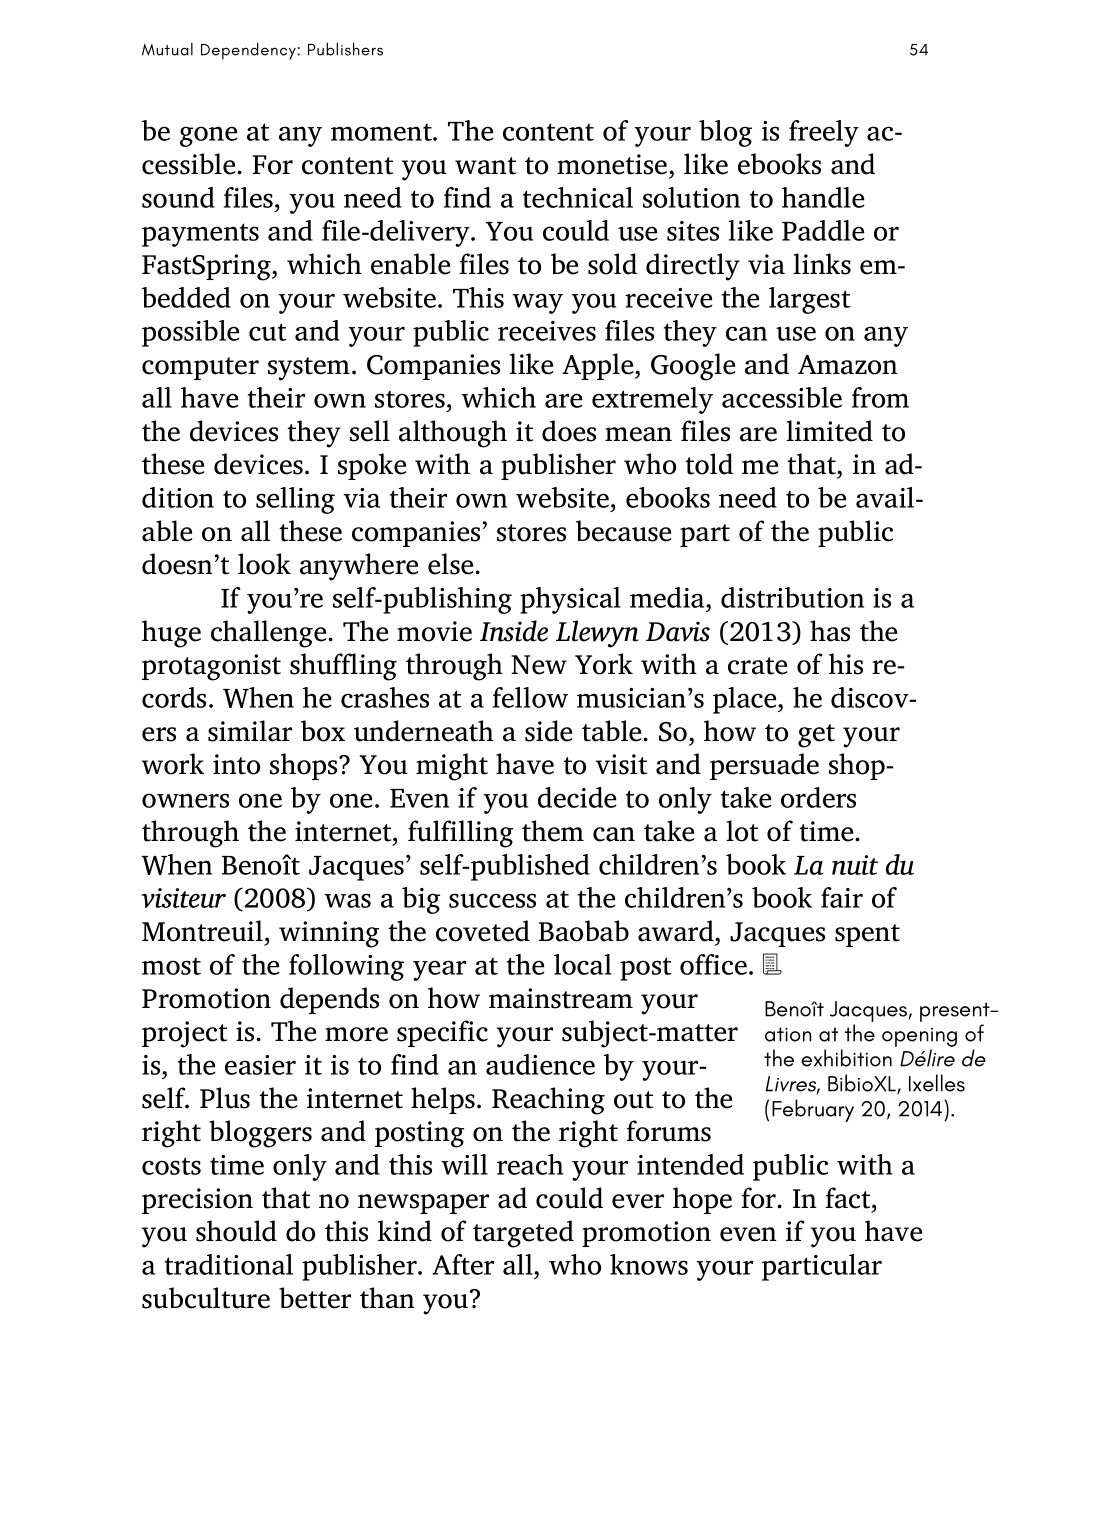 Mutual Dependency: Publishers 54
be gone at any moment. The content of your blog is freely ac-
cessible. For content you want to monetise, like ebooks and
sound files, you need to find a technical solution to handle
payments and file-delivery. You could use sites like Paddle or
FastSpring, which enable files to be sold directly via links em-
bedded on your website. This way you receive the largest
possible cut and your public receives files they can use on any
computer system. Companies like Apple, Google and Amazon
all have their own stores, which are extremely accessible from
the devices they sell although it does mean files are limited to
these devices. I spoke with a publisher who told me that, in ad-
dition to selling via their own website, ebooks need to be avail-
able on all these companies’ stores because part of the public
doesn’t look anywhere else.
If you’re self-publishing physical media, distribution is a
huge challenge. The movie Inside Llewyn Davis (2013) has the
protagonist shuffling through New York with a crate of his re-
cords. When he crashes at a fellow musician’s place, he discov-
ers a similar box underneath a side table. So, how to get your
work into shops? You might have to visit and persuade shop-
owners one by one. Even if you decide to only take orders
through the internet, fulfilling them can take a lot of time.
When Benoît Jacques’ self-published children’s book La nuit du
visiteur (2008) was a big success at the children’s book fair of
Montreuil, winning the coveted Baobab award, Jacques spent
most of the following year at the local post office.
Promotion depends on how mainstream your
project is. The more specific your subject-matter
is, the easier it is to find an audience by your-
self. Plus the internet helps. Reaching out to the
right bloggers and posting on the right forums
costs time only and this will reach your intended public with a
precision that no newspaper ad could ever hope for. In fact,
you should do this kind of targeted promotion even if you have
a traditional publisher. After all, who knows your particular
subculture better than you?
Benoît Jacques, present-
ation at the opening of
the exhibition Délire de
Livres, BibioXL, Ixelles
(February 20, 2014).